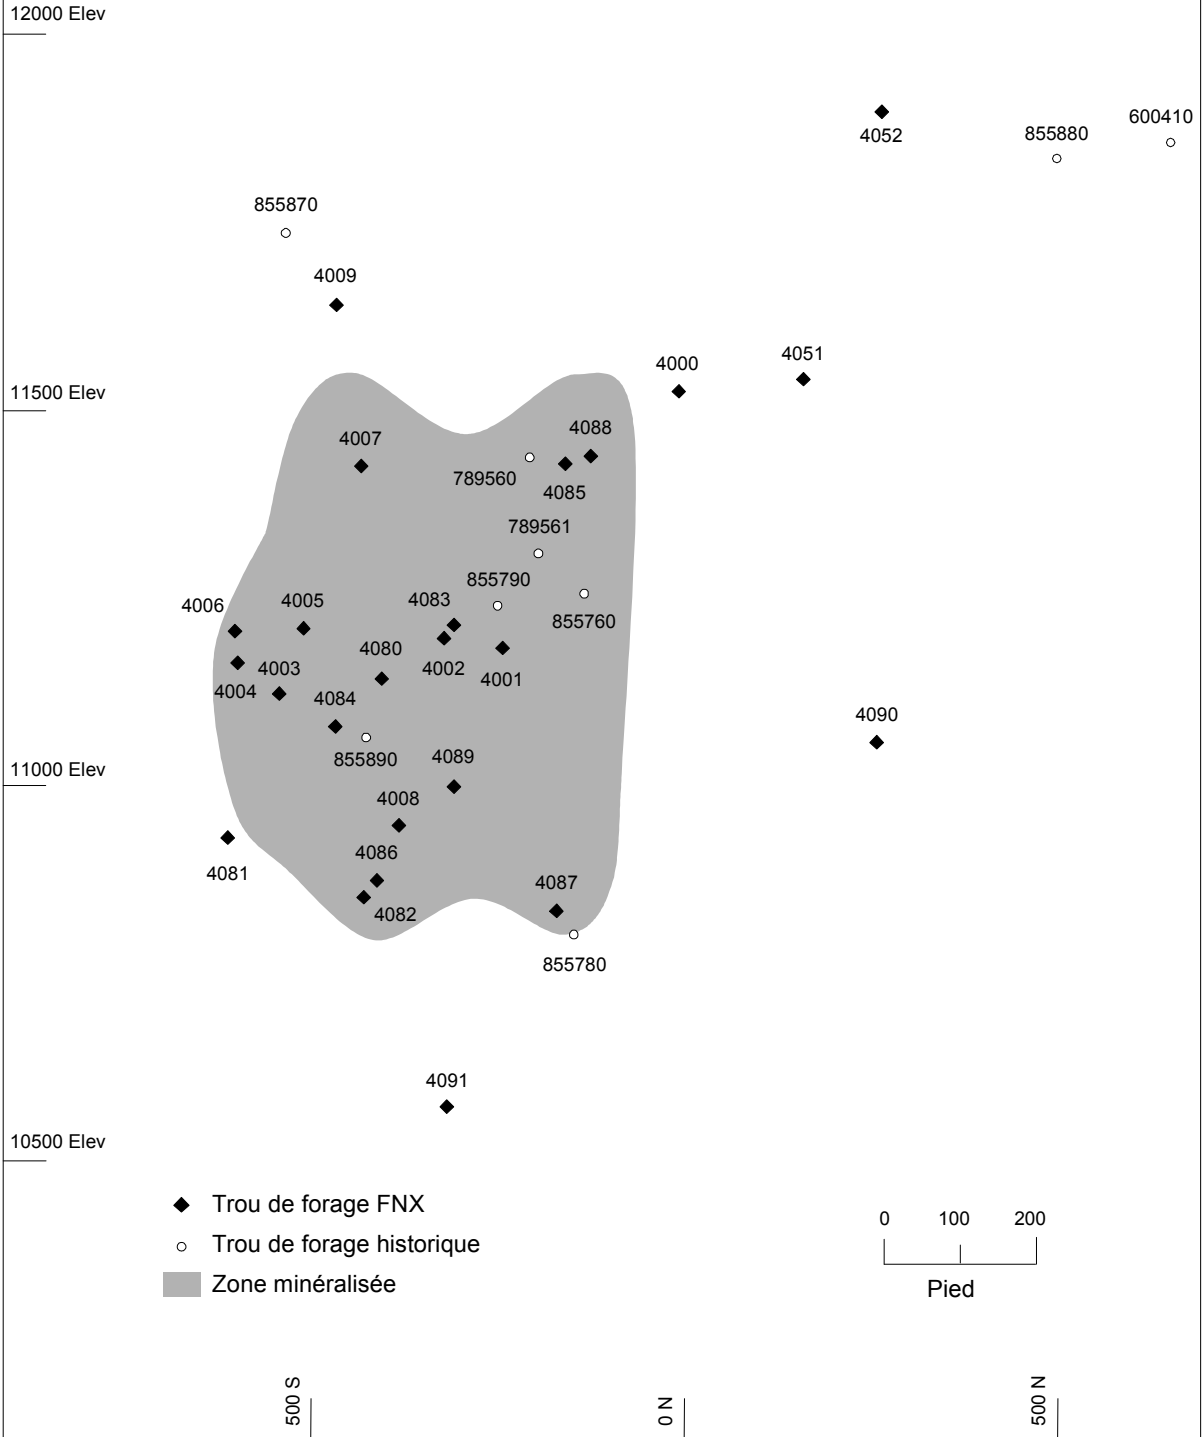 12000 Elev
600410
855880
4052
855870
4009
4000
4051
11500 Elev
4088
4007
789560
4085
789561
855790
4083
4005
4006
855760
4080
4003
4002
4001
4004
4084
4090
855890
4089
11000 Elev
4008
4086
4081
4087
4082
855780
4091
10500 Elev
Trou de forage FNX
0 100 200
Trou de forage historique
Zone minéralisée
Pied
500 S
0 N
500 N